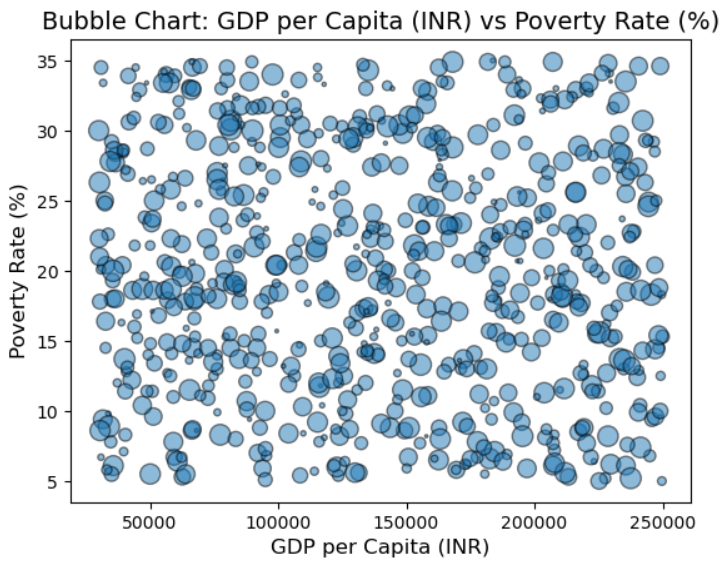 Bubble Chart: GDP per Capita (INR) vs Poverty Rate (%)
35
30
25
20
15
10
5
Poverty Rate (%)
50000 100000 150000 200000 250000
GDP per Capita (INR)